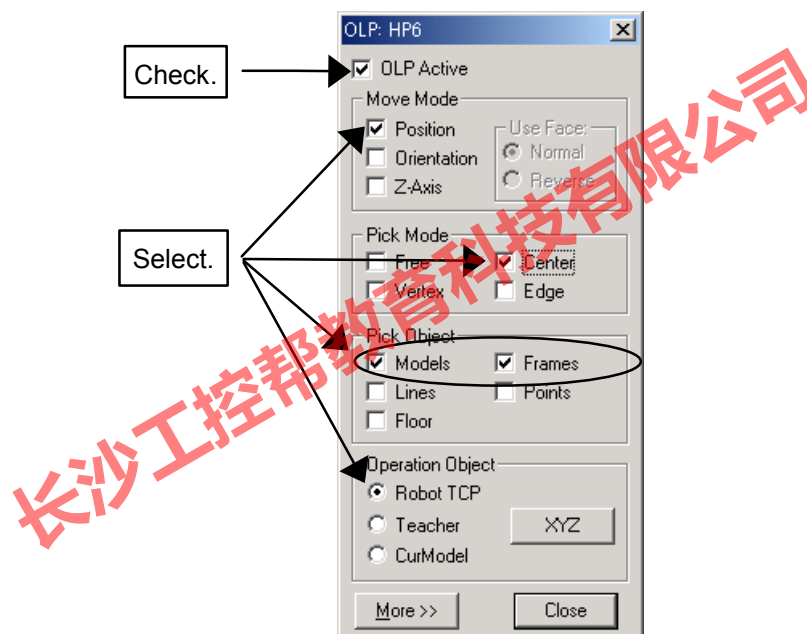 OLP: HP6
Check.
OLP Active
Move Mode
Position
Use Face:
Orientation
Normal
Z-Axis
Reverse
Select.
Pick Mode
Free
Center
Vertex
Edge
Pick Object
Models
Frames
Lines
Points
Floor
Operation Object
Robot TCP
Teacher
XYZ
CurModel
More >>
Close
长沙工控帮教育科技有限公司